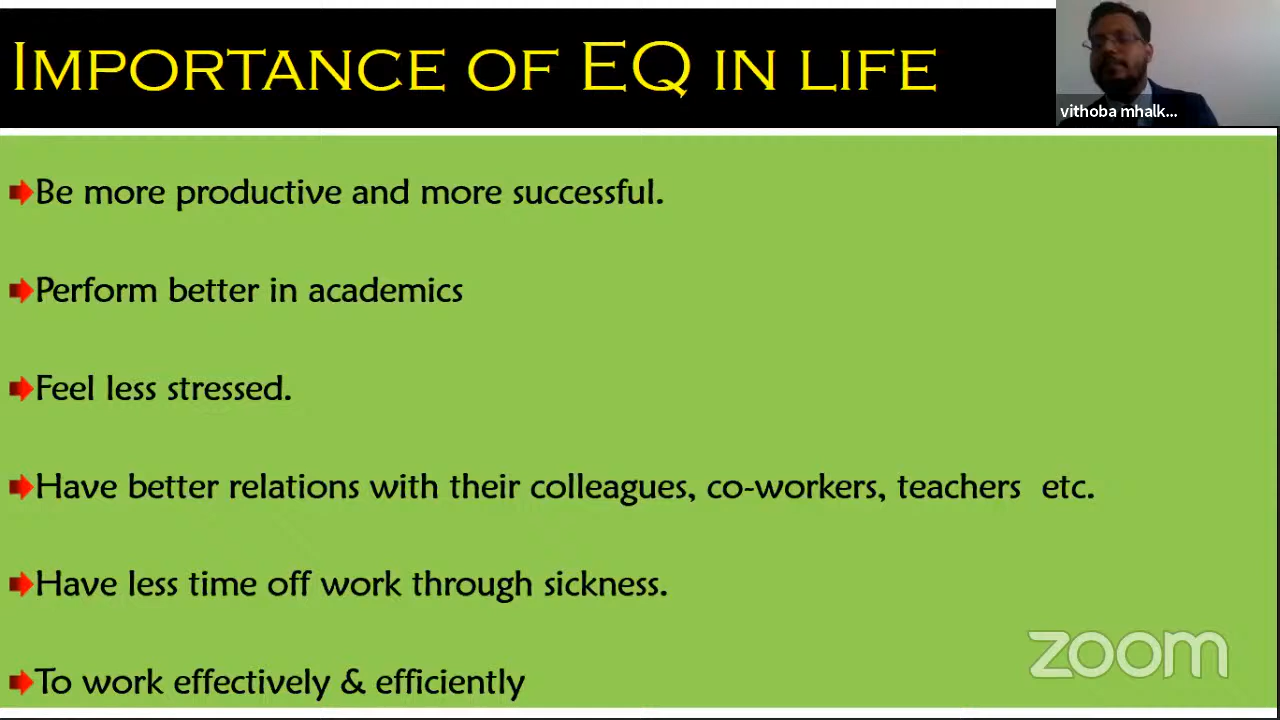 IMPORTANCE OF EQ IN LIFE
vithoba mhalk...
Be more productive and more successful.
Perform better in academics
Feel less stressed.
Have better relations with their colleagues, co-workers, teachers  etc.
Have less time off work through sickness.
zoom
To work effectively & efficiently